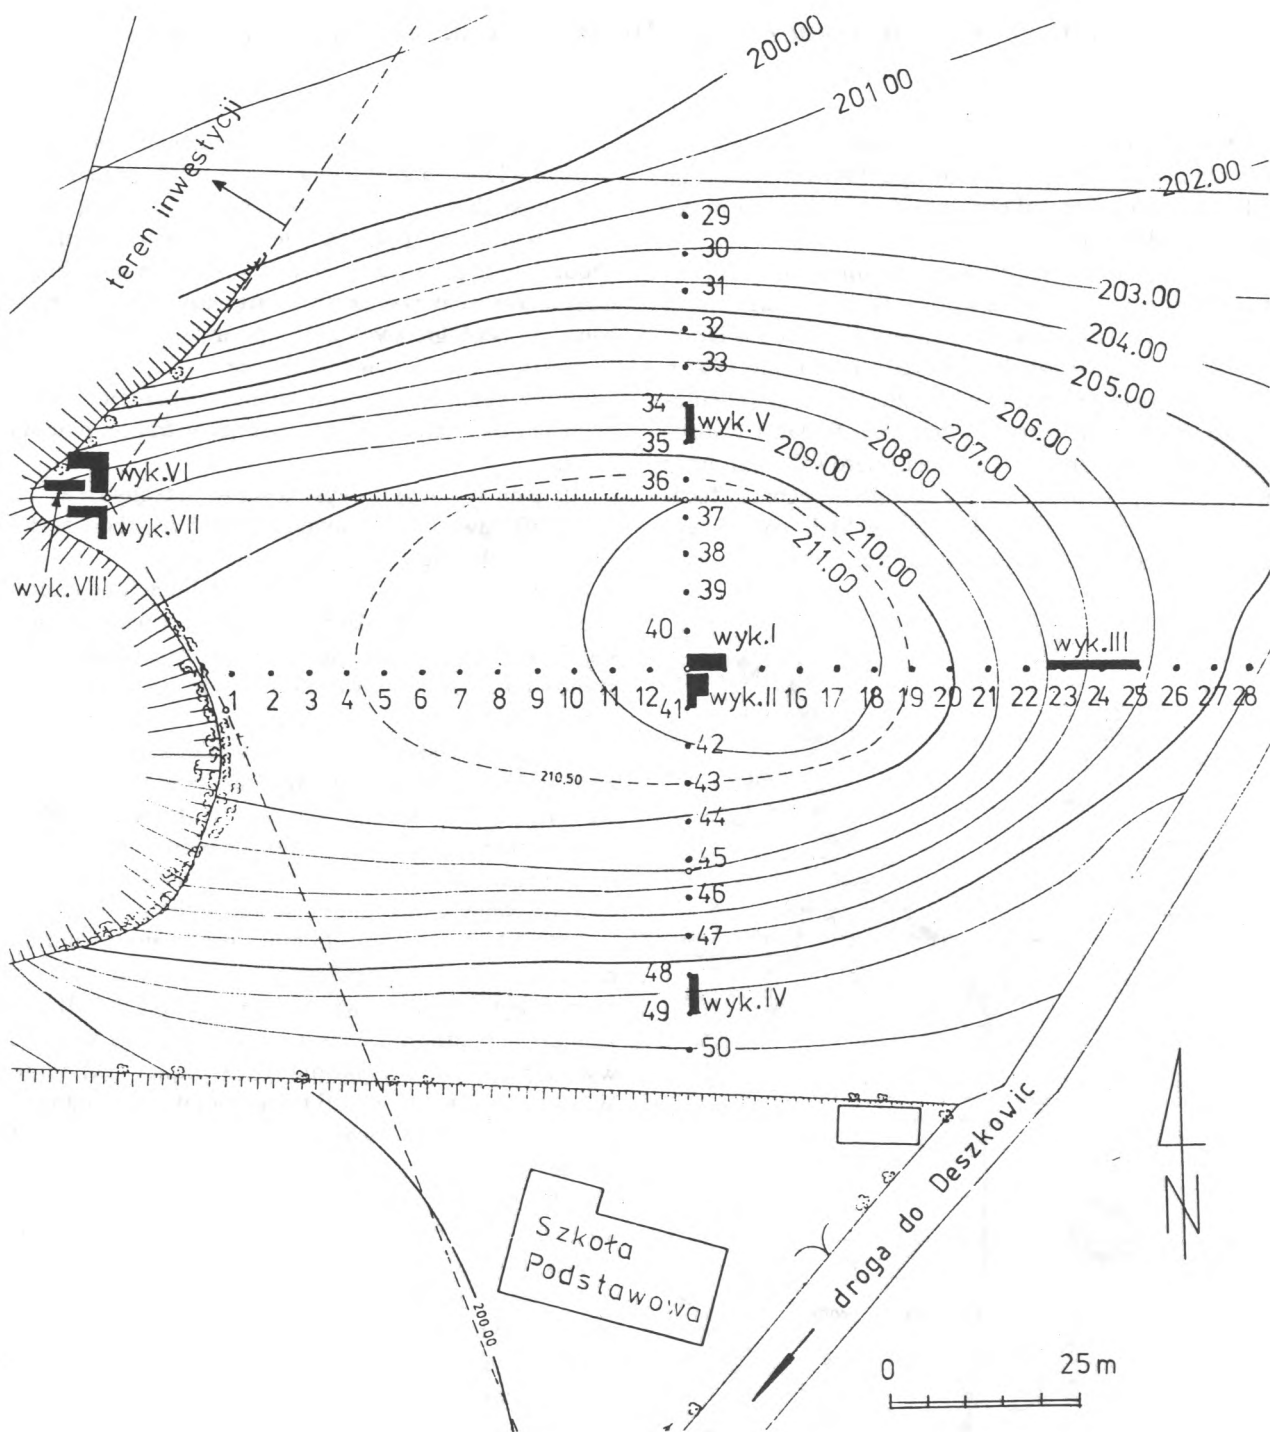 200.00
201 00
202.00
teren inwestycji
29
30
31
203.00
32
204.00
33
205.00
34
wyk.V
206.00
35
207.00
208.00
209.00
36
wyk.VI
37
wyk.VII
210.00
38
211.00
wyk.VIII
39
40
wyk.I
wyk.III
1 2 3 4 5 6 7 8 9 10 11 12 wyk.II 16 17 18 19 20 21 22 23 24 25 26 27 28
41
42
210,50
43
44
45
46
47
48
49
wyk.IV
50
droga do Deszkowic
Szkoła
Podstawowa
N
200.00
0 25m